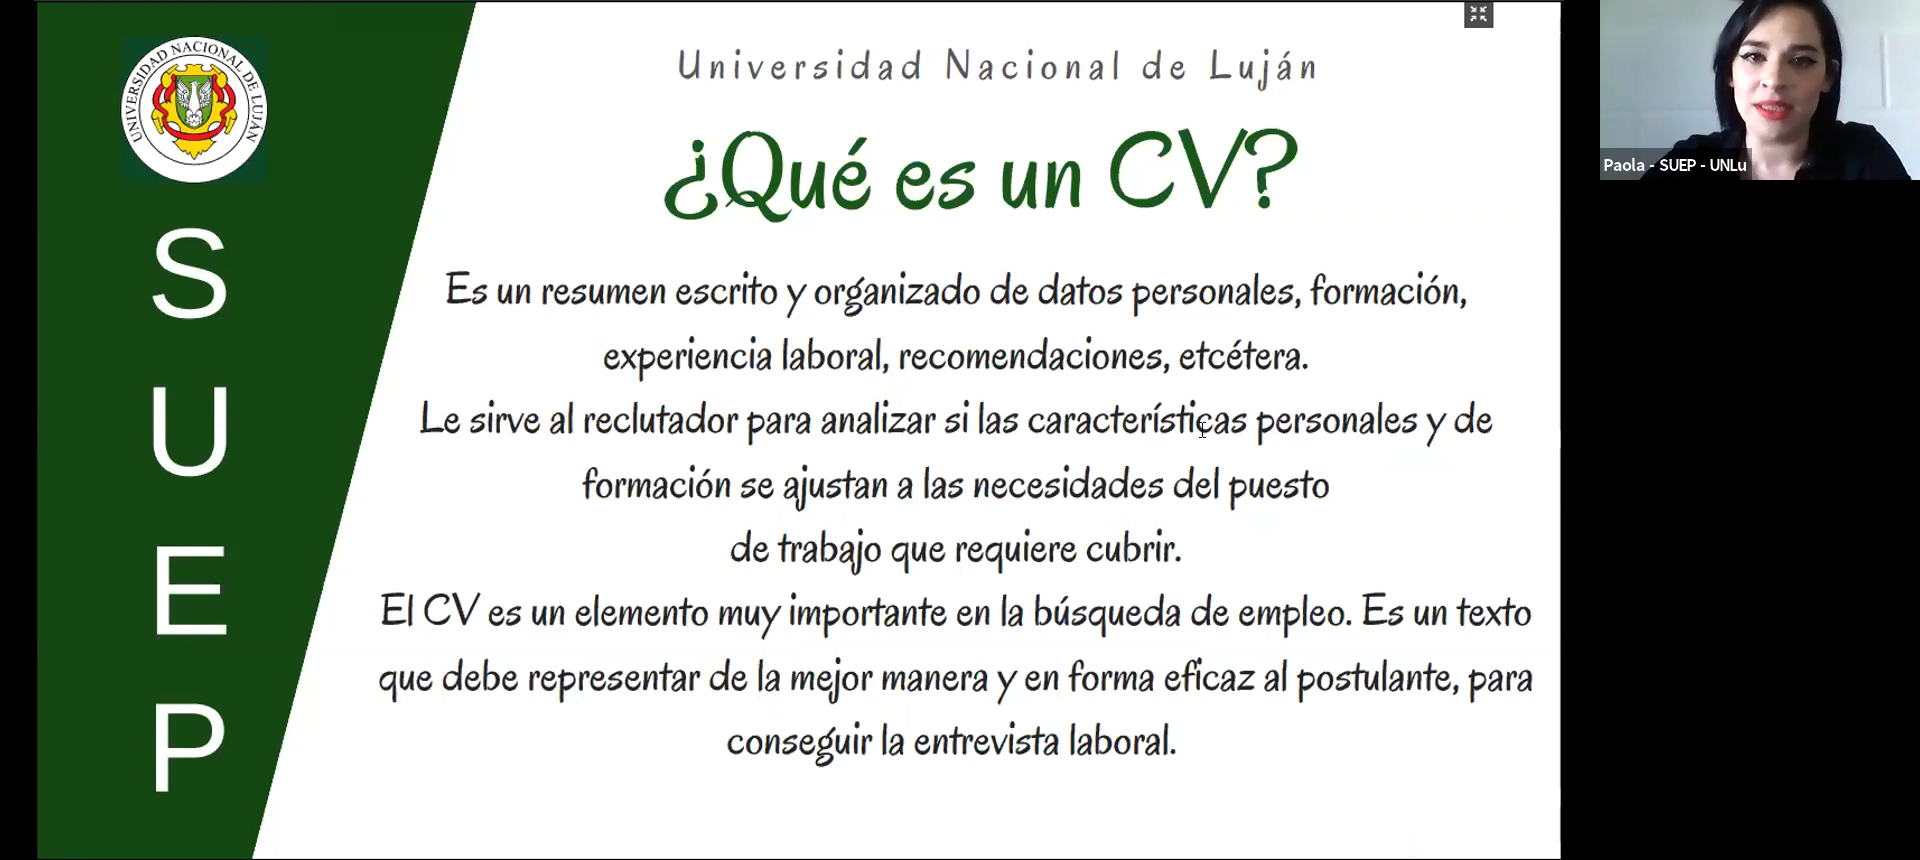 UNIVERSIDAD NACIONAL DE LUJÁN
S
U
E
P
Universidad Nacional de Luján
¿Qué es un CV?
Es un resumen escrito y organizado de datos personales, formación,
experiencia laboral, recomendaciones, etcétera.
Le sirve al reclutador para analizar si las características personales y de
formación se ajustan a las necesidades del puesto
de trabajo que requiere cubrir.
El CV es un elemento muy importante en la búsqueda de empleo. Es un texto
que debe representar de la mejor manera y en forma eficaz al postulante, para
conseguir la entrevista laboral.
Paola - SUEP - UNLu